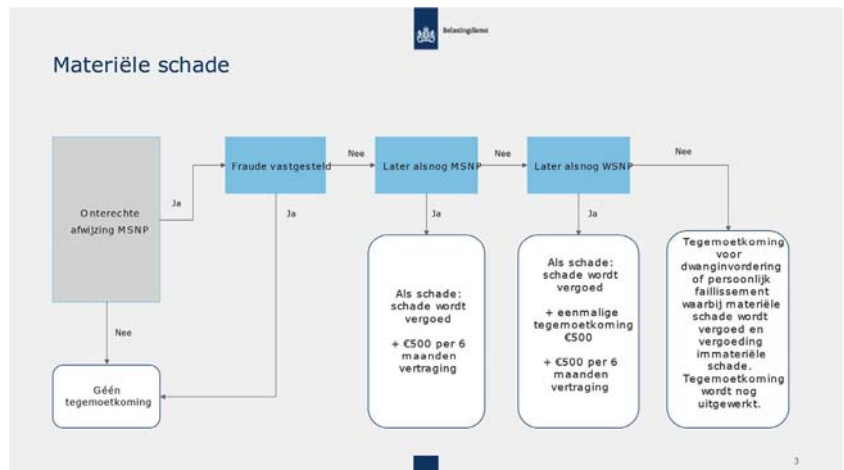 Belastingdienst
Materiële schade
Onterechte
afwijzing MSNP
Ja
Nee
Géén
tegemoetkoming
Fraude vastgesteld
Nee
Ja
Later alsnog MSNP
Nee
Ja
Als schade:
schade wordt
vergoed
+ €500 per 6
maanden
vertraging
Later alsnog WSNP
Nee
Ja
Als schade:
schade wordt
vergoed
+ eenmalige
tegemoetkoming
€500
+ €500 per 6
maanden
vertraging
Tegemoetkoming
voor
dwanginvordering
of persoonlijk
faillissement
waarbij materiële
schade wordt
vergoed en
vergoeding
immateriële
schade.
Tegemoetkoming
wordt nog
uitgewerkt.
3